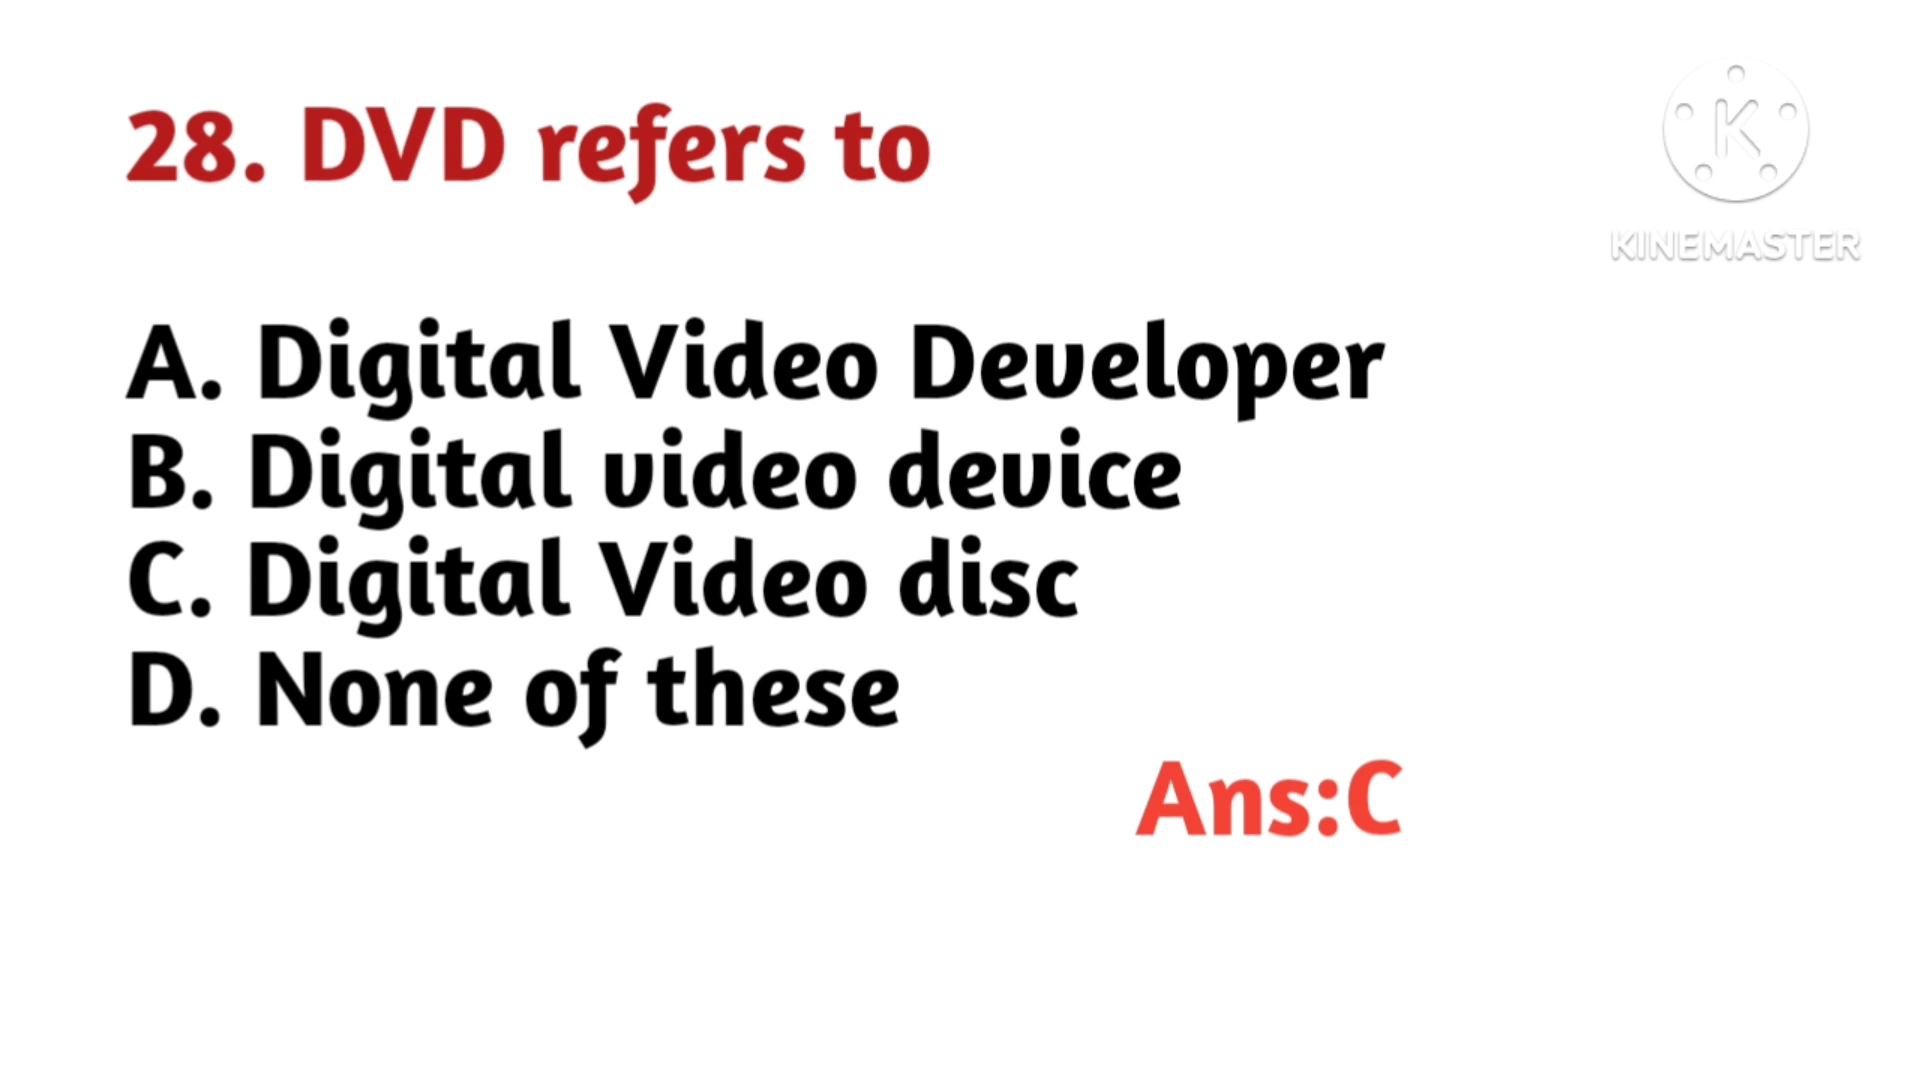 28. DVD refers to
KINEMASTER
A. Digital Video Developer
B. Digital video device
C. Digital Video disc
D. None of these
Ans:C